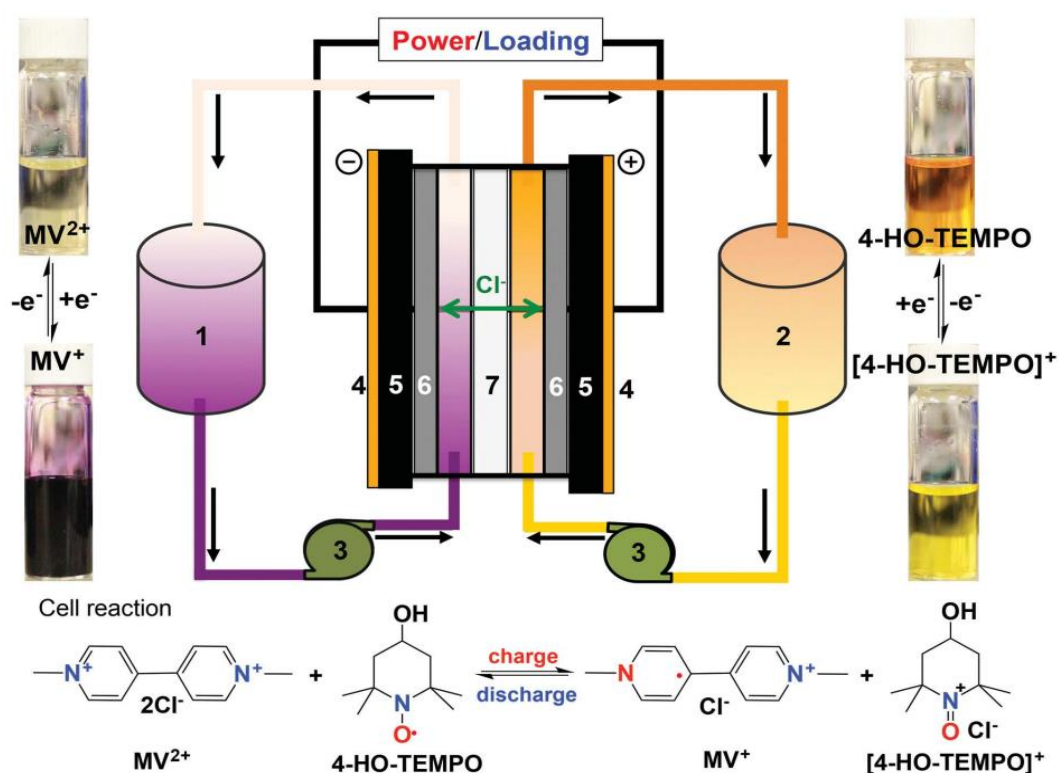 Power/Loading
− +
MV²⁺
-e⁻ +e⁻
MV⁺
1
Cl⁻
4 5 6 7 6 5 4
2
3 3
4-HO-TEMPO
+e⁻ -e⁻
[4-HO-TEMPO]⁺
Cell reaction
N⁺ N⁺ 2Cl⁻
+
OH N O•
charge
discharge
N • N⁺ Cl⁻
+
OH N⁺ O Cl⁻
MV²⁺ 4-HO-TEMPO MV⁺ [4-HO-TEMPO]⁺